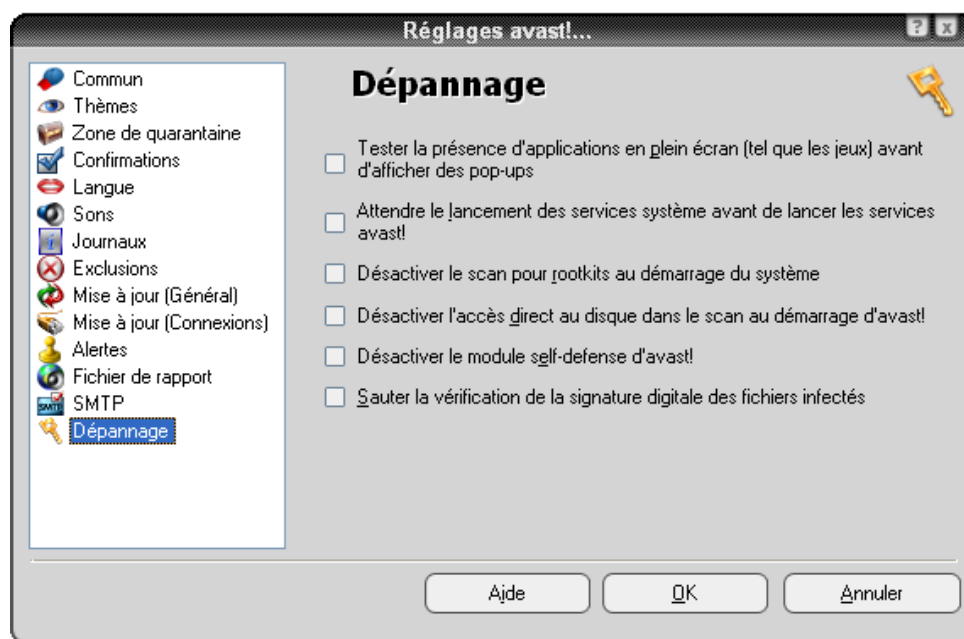 Réglages avast!...
? x
Commun
Thèmes
Zone de quarantaine
Confirmations
Langue
Sons
Journaux
Exclusions
Mise à jour (Général)
Mise à jour (Connexions)
Alertes
Fichier de rapport
SMTP
SMTP
Dépannage
Dépannage
Tester la présence d'applications en plein écran (tel que les jeux) avant
d'afficher des pop-ups
Attendre le lancement des services système avant de lancer les services
avast!
Désactiver le scan pour rootkits au démarrage du système
Désactiver l'accès direct au disque dans le scan au démarrage d'avast!
Désactiver le module self-defense d'avast!
Sauter la vérification de la signature digitale des fichiers infectés
Aide
OK
Annuler